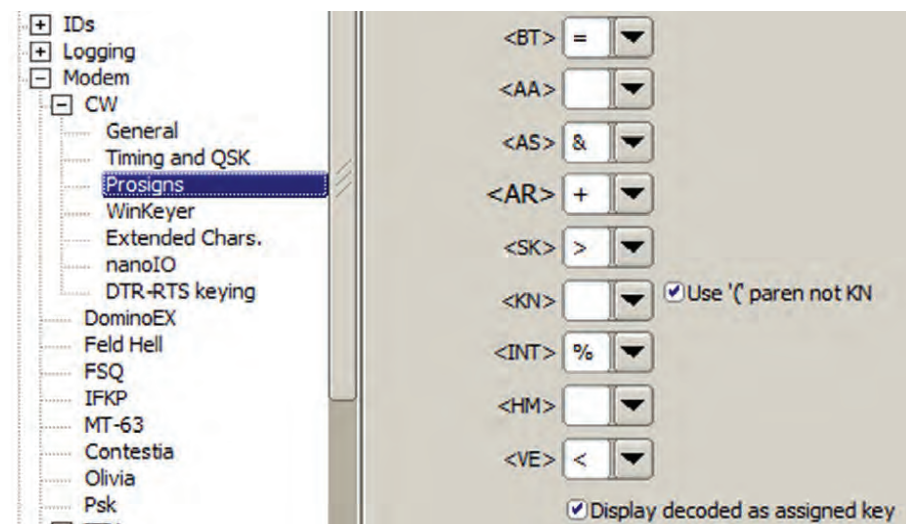 IDs
Logging
Modem
CW
General
Timing and QSK
Prosigns
WinKeyer
Extended Chars.
nanoIO
DTR-RTS keying
DominoEX
Feld Hell
FSQ
IFKP
MT-63
Contestia
Olivia
Psk
<BT> =
<AA>
<AS> &
<AR> +
<SK> >
<KN> Use '(' paren not KN
<INT> %
<HM>
<VE> <
Display decoded as assigned key